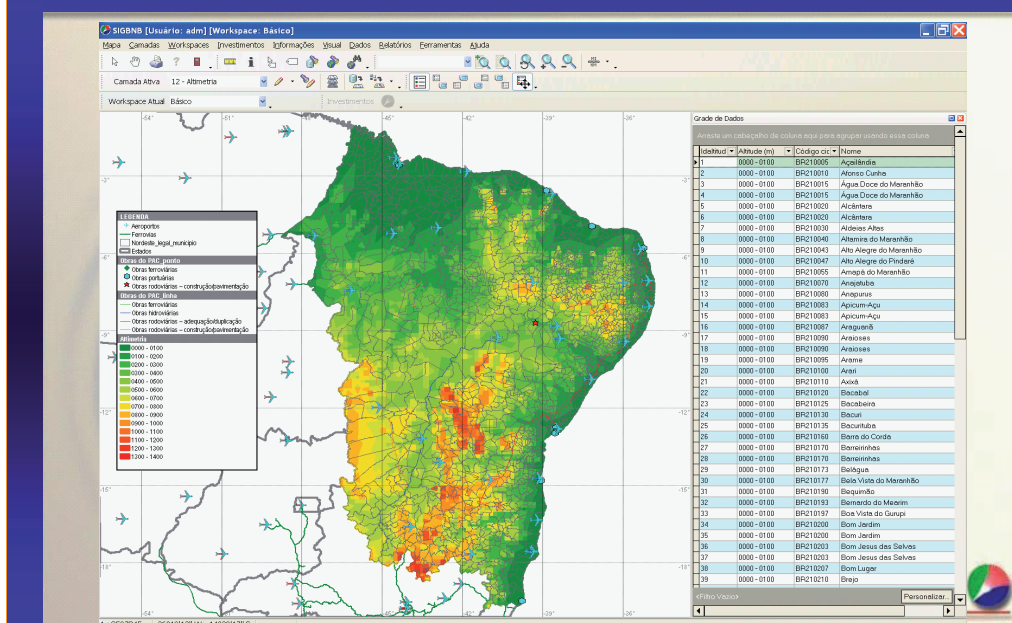 SIGBNB [Usuário: adm] [Workspace: Básico]
Mapa Camadas Workspaces Investimentos Informações Visual Dados Relatórios Ferramentas Ajuda
Camada Ativa 12 - Altimetria
Workspace Atual Básico
Investimentos
-54° -45° -42° -39° -36°
-3° -3°
-6° -6°
-9° -9°
-12° -12°
-15° -15°
-18° -18°
-54° -51° -48° -45° -42° -39° -36°
LEGENDA
Aeroportos
Ferrovias
Nordeste_legal_município
Estados
Obras do PAC_ponto
Obras ferroviárias
Obras portuárias
Obras rodoviárias – construção/pavimentação
Obras do PAC_linha
Obras ferroviárias
Obras hidroviárias
Obras rodoviárias – adequação/duplicação
Obras rodoviárias – construção/pavimentação
Altimetria
0000 - 0100
0100 - 0200
0200 - 0300
0300 - 0400
0400 - 0500
0500 - 0600
0600 - 0700
0700 - 0800
0800 - 0900
0900 - 1000
1000 - 1100
1100 - 1200
1200 - 1300
1300 - 1400
Grade de Dados
Arraste um cabeçalho de coluna aqui para agrupar usando essa coluna
Idaltitud Altitude (m) Código cic Nome
1 0000 - 0100 BR210005 Açailândia
2 0000 - 0100 BR210010 Afonso Cunha
3 0000 - 0100 BR210015 Água Doce do Maranhão
4 0000 - 0100 BR210015 Água Doce do Maranhão
5 0000 - 0100 BR210020 Alcântara
6 0000 - 0100 BR210020 Alcântara
7 0000 - 0100 BR210030 Aldeias Altas
8 0000 - 0100 BR210040 Altamira do Maranhão
9 0000 - 0100 BR210043 Alto Alegre do Maranhão
10 0000 - 0100 BR210047 Alto Alegre do Pindaré
11 0000 - 0100 BR210055 Amapá do Maranhão
12 0000 - 0100 BR210070 Anajatuba
13 0000 - 0100 BR210080 Anapurus
14 0000 - 0100 BR210083 Apicum-Açu
15 0000 - 0100 BR210083 Apicum-Açu
16 0000 - 0100 BR210087 Araguanã
17 0000 - 0100 BR210090 Araioses
18 0000 - 0100 BR210090 Araioses
19 0000 - 0100 BR210095 Arame
20 0000 - 0100 BR210100 Arari
21 0000 - 0100 BR210110 Axixá
22 0000 - 0100 BR210120 Bacabal
23 0000 - 0100 BR210125 Bacabeira
24 0000 - 0100 BR210130 Bacuri
25 0000 - 0100 BR210135 Bacurituba
26 0000 - 0100 BR210160 Barra do Corda
27 0000 - 0100 BR210170 Barreirinhas
28 0000 - 0100 BR210170 Barreirinhas
29 0000 - 0100 BR210173 Belágua
30 0000 - 0100 BR210177 Bela Vista do Maranhão
31 0000 - 0100 BR210190 Bequimão
32 0000 - 0100 BR210193 Bernardo do Mearim
33 0000 - 0100 BR210197 Boa Vista do Gurupi
34 0000 - 0100 BR210200 Bom Jardim
35 0000 - 0100 BR210200 Bom Jardim
36 0000 - 0100 BR210203 Bom Jesus das Selvas
37 0000 - 0100 BR210203 Bom Jesus das Selvas
38 0000 - 0100 BR210207 Bom Lugar
39 0000 - 0100 BR210210 Brejo
<Filtro Vazio> Personalizar...